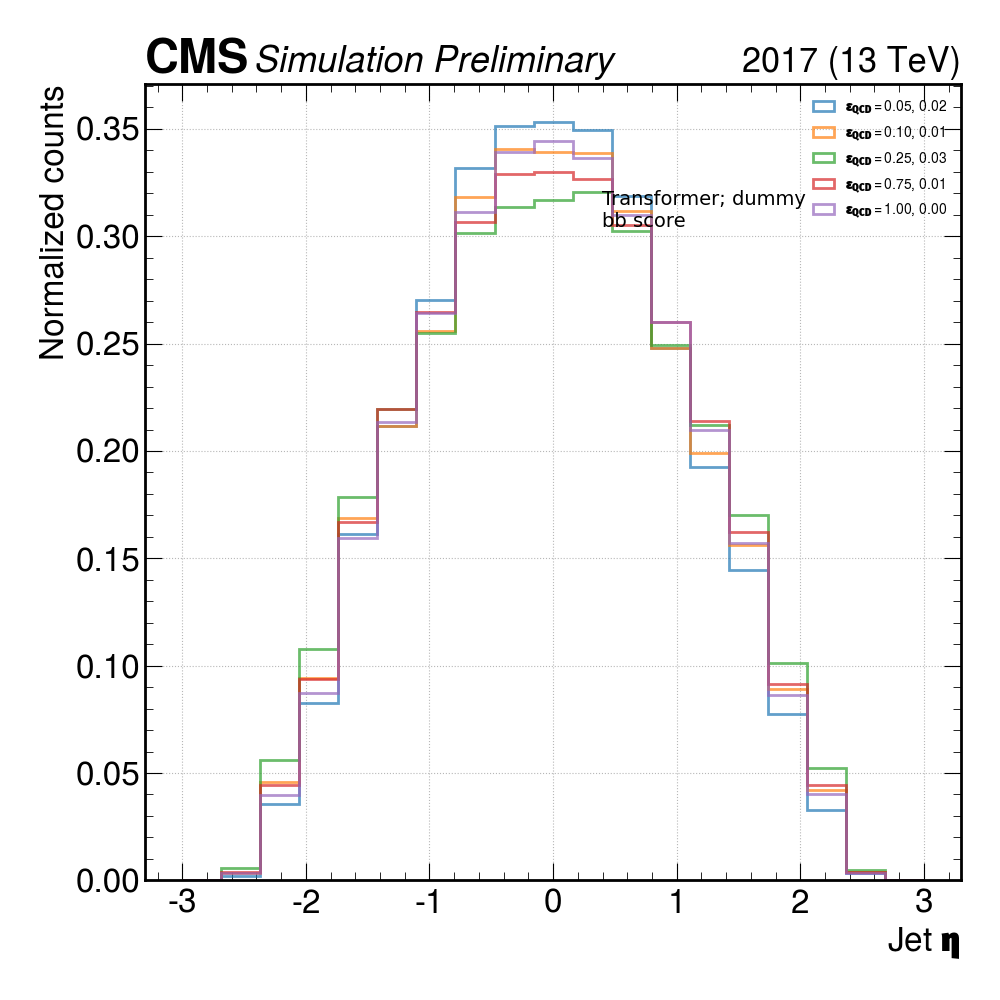 CMS Simulation Preliminary 2017 (13 TeV)
Normalized counts
0.35
0.30
0.25
0.20
0.15
0.10
0.05
0.00
ε_QCD = 0.05, 0.02
ε_QCD = 0.10, 0.01
ε_QCD = 0.25, 0.03
ε_QCD = 0.75, 0.01
ε_QCD = 1.00, 0.00
Transformer; dummy
bb score
-3 -2 -1 0 1 2 3
Jet η